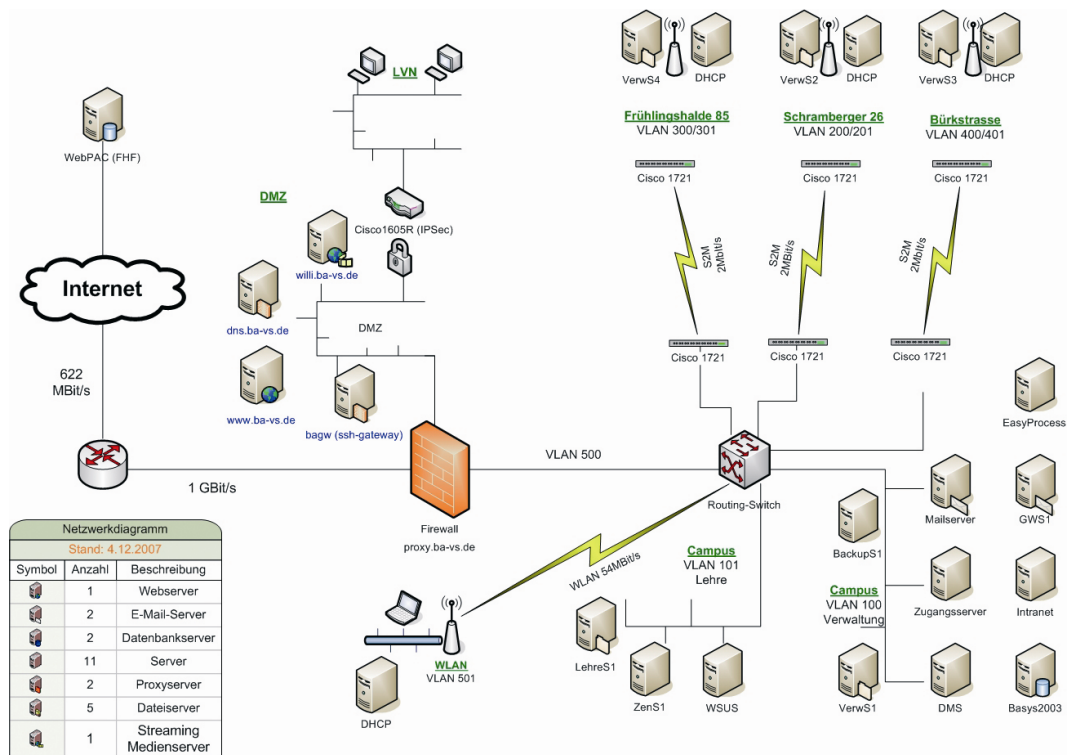 VerwS4
DHCP
VerwS2
DHCP
VerwS3
DHCP
LVN
Frühlingshalde 85
VLAN 300/301
Schramberger 26
VLAN 200/201
Bürkstrasse
VLAN 400/401
WebPAC (FHF)
Cisco 1721
Cisco 1721
Cisco 1721
DMZ
Cisco1605R (IPSec)
S2M
2Mblt/s
S2M
2MBit/s
S2M
2Mblt/s
willi.ba-vs.de
Internet
dns.ba-vs.de
DMZ
Cisco 1721
Cisco 1721
Cisco 1721
622
MBit/s
www.ba-vs.de
bagw (ssh-gateway)
EasyProcess
VLAN 500
1 GBit/s
Routing-Switch
Mailserver
GWS1
Firewall
proxy.ba-vs.de
BackupS1
WLAN 54MBit/s
Campus
VLAN 101
Lehre
Campus
VLAN 100
Verwaltung
Zugangsserver
Intranet
WLAN
VLAN 501
DHCP
LehreS1
ZenS1
WSUS
VerwS1
DMS
Basys2003
Netzwerkdiagramm
Stand: 4.12.2007
Symbol Anzahl Beschreibung
1 Webserver
2 E-Mail-Server
2 Datenbankserver
11 Server
2 Proxyserver
5 Dateiserver
1 Streaming
Medienserver